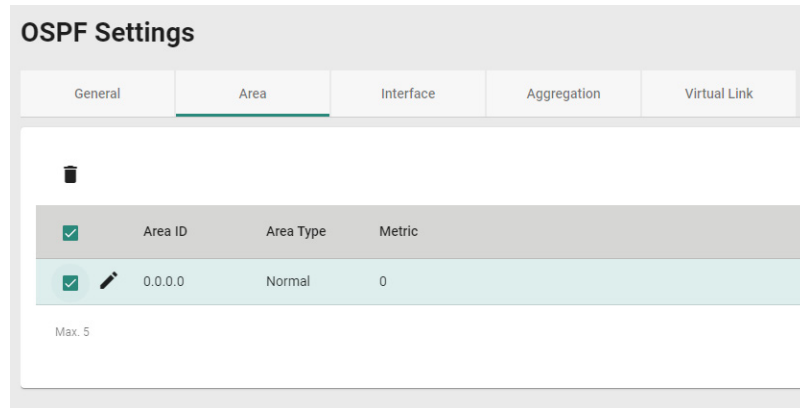 OSPF Settings
General Area Interface Aggregation Virtual Link
Area ID Area Type Metric
0.0.0.0 Normal 0
Max. 5